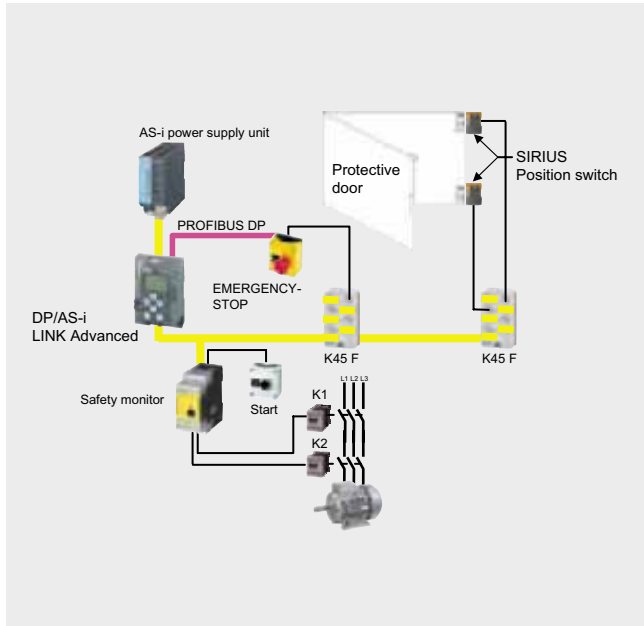 AS-i power supply unit
Protective
door
SIRIUS
Position switch
PROFIBUS DP
EMERGENCY-
STOP
DP/AS-i
LINK Advanced
K45 F
K45 F
Safety monitor
Start
K1
L1 L2 L3
K2